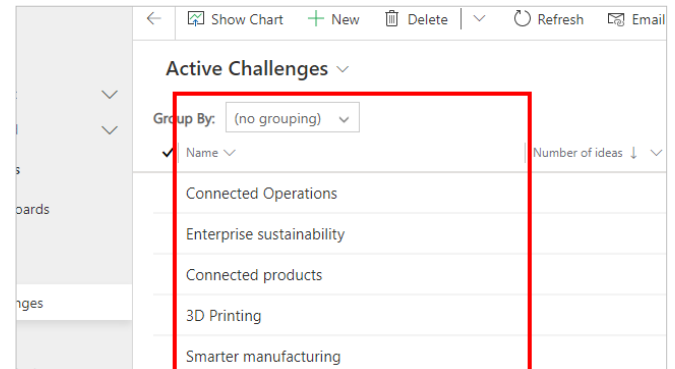 Show Chart + New Delete Refresh Email
Active Challenges
Group By: (no grouping)
Name Number of ideas ↓
Connected Operations
oards
Enterprise sustainability
Connected products
nges
3D Printing
Smarter manufacturing